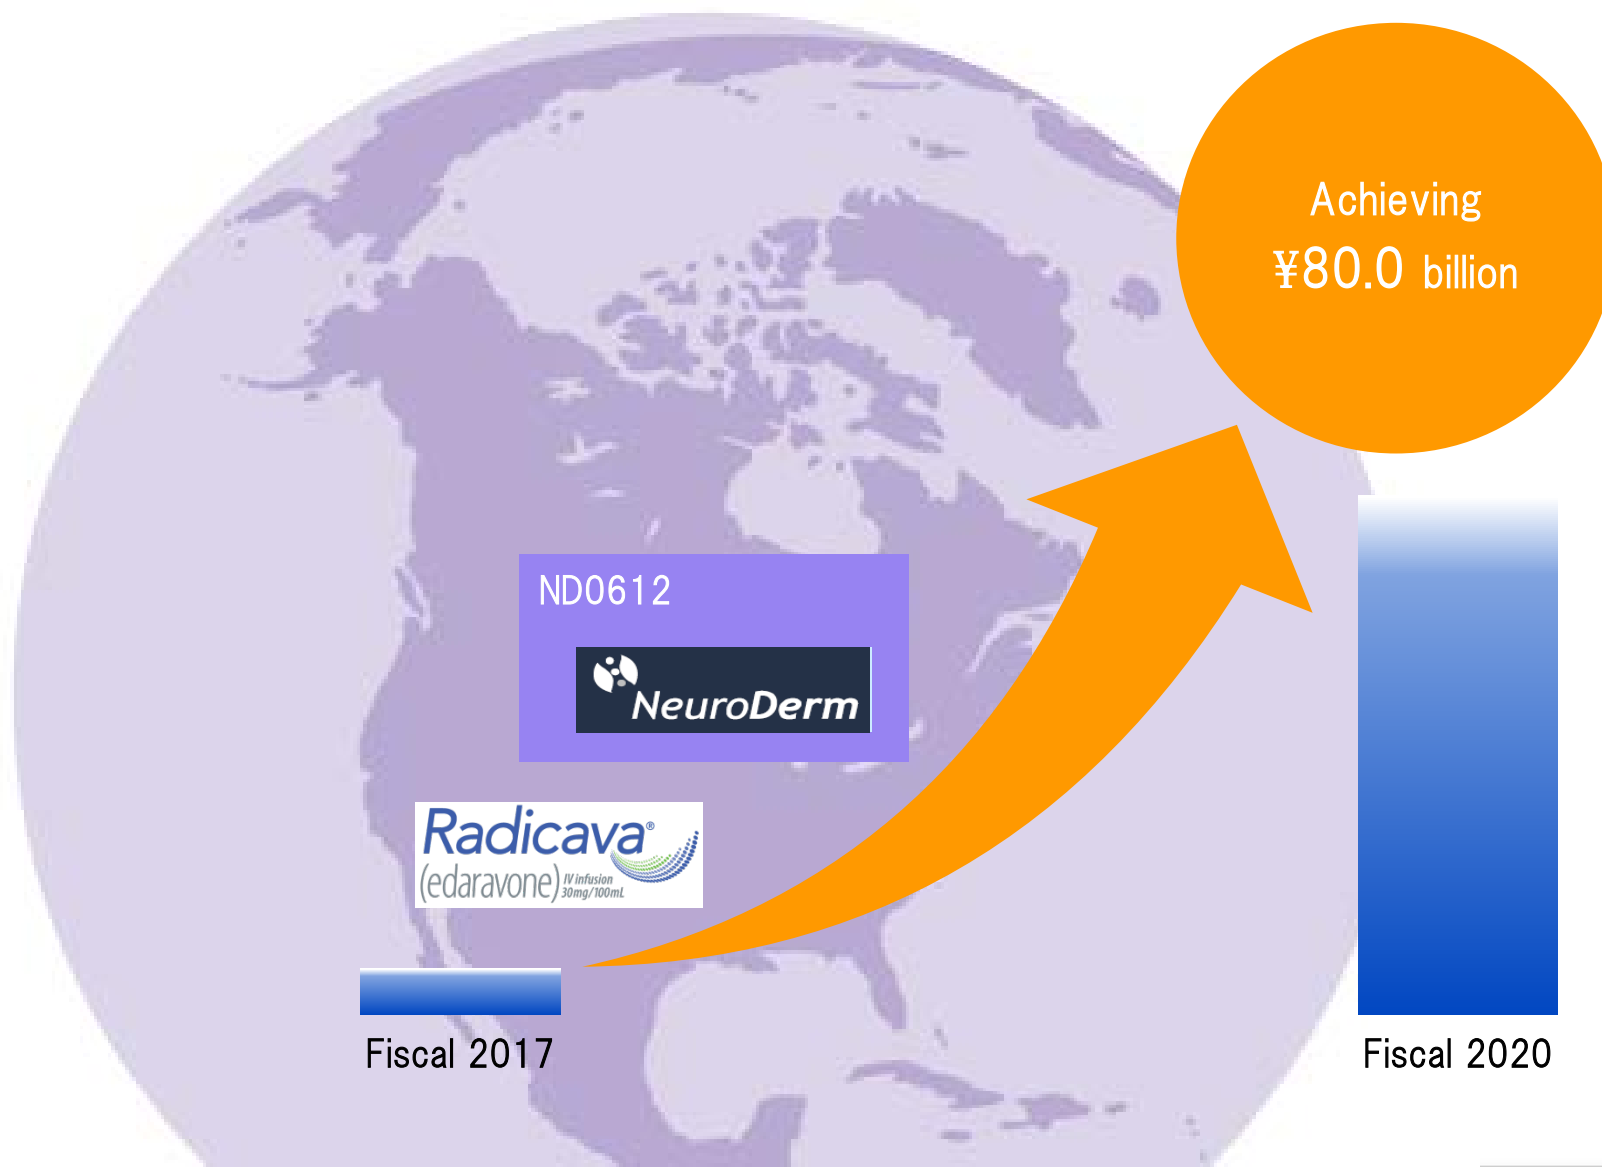 Achieving
¥80.0 billion
ND0612
NeuroDerm
Radicava®
(edaravone) IV infusion
30mg/100mL
Fiscal 2017
Fiscal 2020